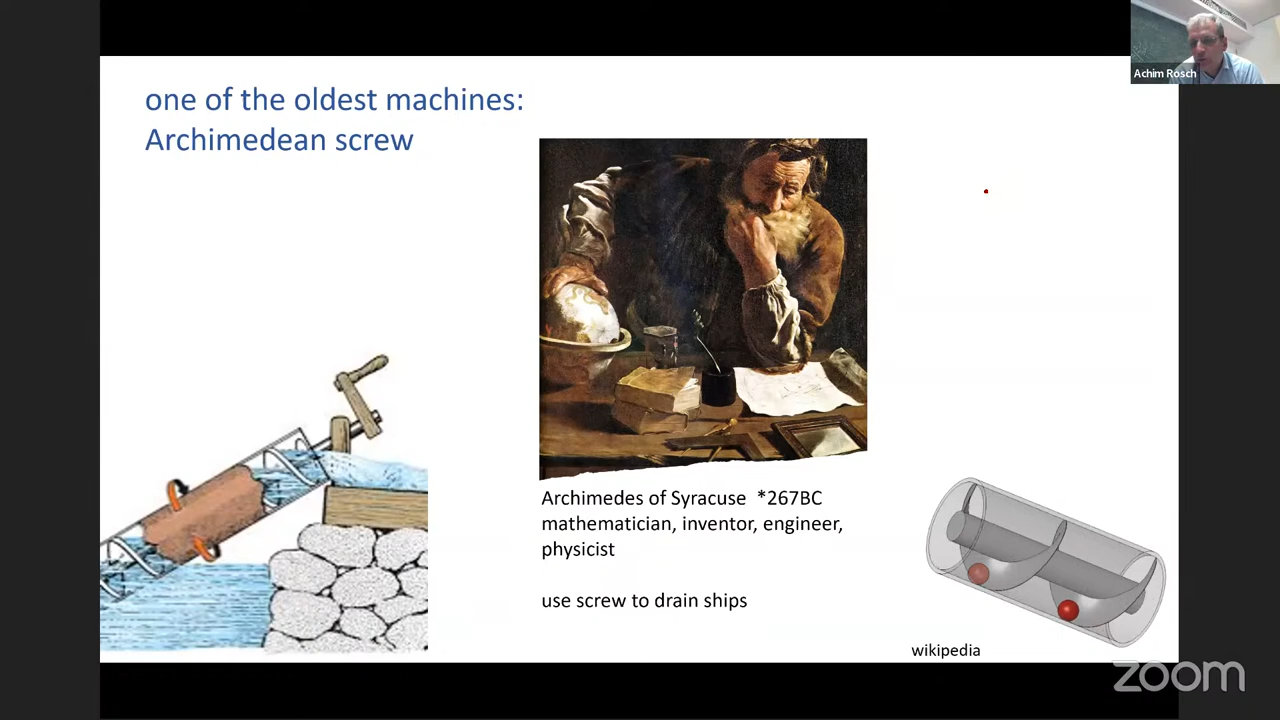 Achim Rosch
one of the oldest machines:
Archimedean screw
Archimedes of Syracuse *267BC
mathematician, inventor, engineer,
physicist
use screw to drain ships
wikipedia
zoom